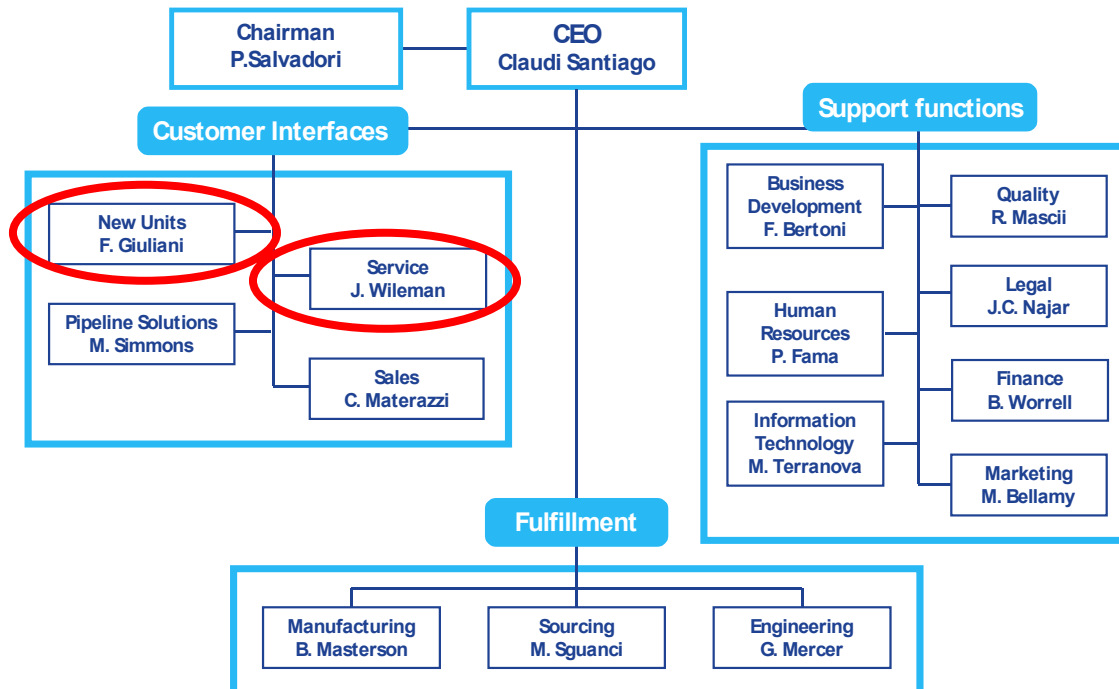 Chairman
P.Salvadori
CEO
Claudi Santiago
Customer Interfaces
Support functions
New Units
F. Giuliani
Service
J. Wileman
Pipeline Solutions
M. Simmons
Sales
C. Materazzi
Business
Development
F. Bertoni
Quality
R. Mascii
Legal
J.C. Najar
Human
Resources
P. Fama
Finance
B. Worrell
Information
Technology
M. Terranova
Marketing
M. Bellamy
Fulfillment
Manufacturing
B. Masterson
Sourcing
M. Sguanci
Engineering
G. Mercer